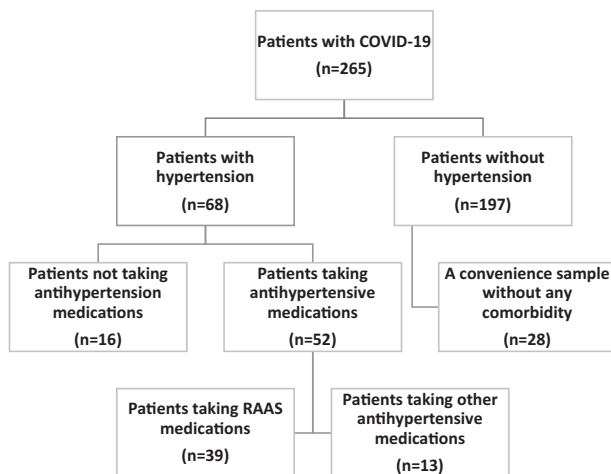 Patients with COVID-19
(n=265)
Patients with
hypertension
(n=68)
Patients without
hypertension
(n=197)
Patients not taking
antihypertension
medications
(n=16)
Patients taking
antihypertensive
medications
(n=52)
A convenience sample
without any
comorbidity
(n=28)
Patients taking RAAS
medications
(n=39)
Patients taking other
antihypertensive
medications
(n=13)